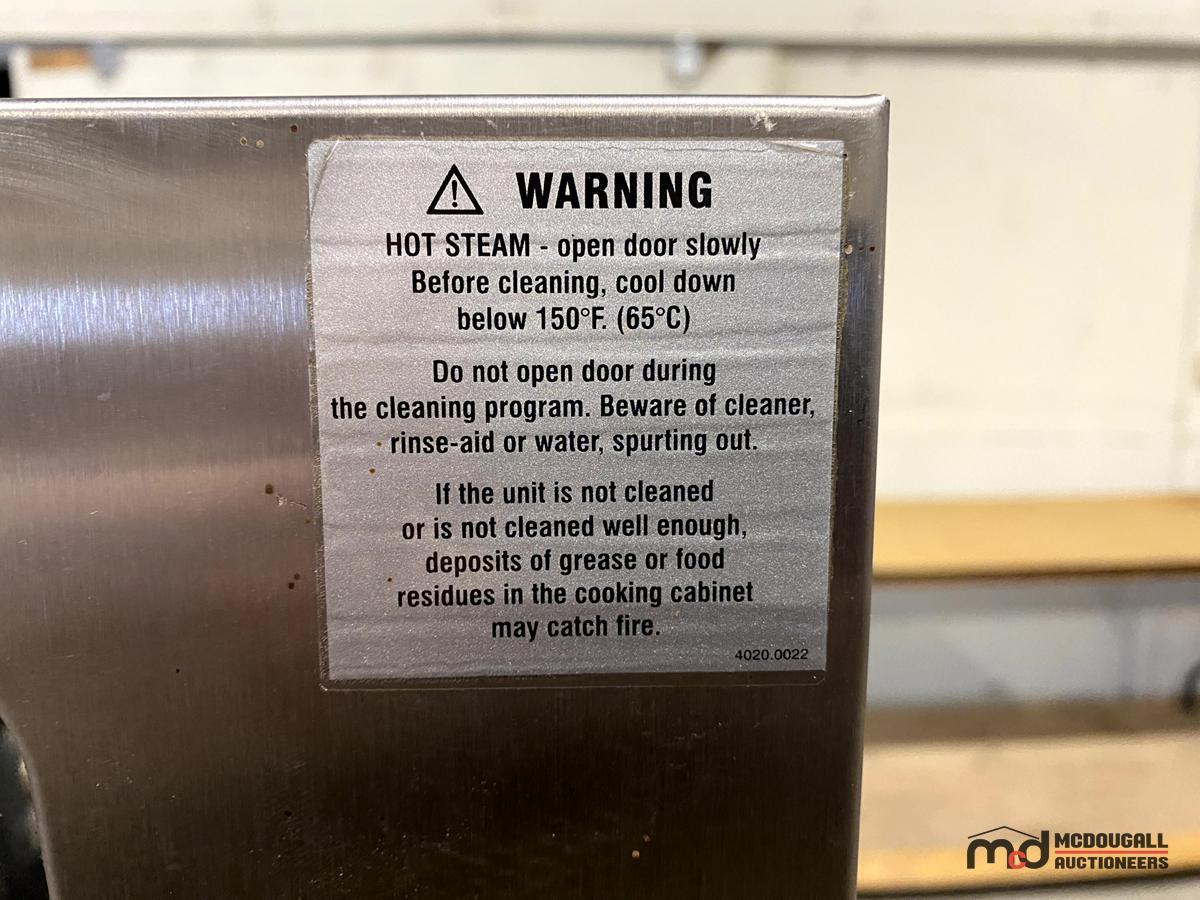 WARNING
HOT STEAM - open door slowly
Before cleaning, cool down
below 150°F. (65°C)
Do not open door during
the cleaning program. Beware of cleaner,
rinse-aid or water, spurting out.
If the unit is not cleaned
or is not cleaned well enough,
deposits of grease or food
residues in the cooking cabinet
may catch fire.
4020.0022
mcd MCDOUGALL
AUCTIONEERS